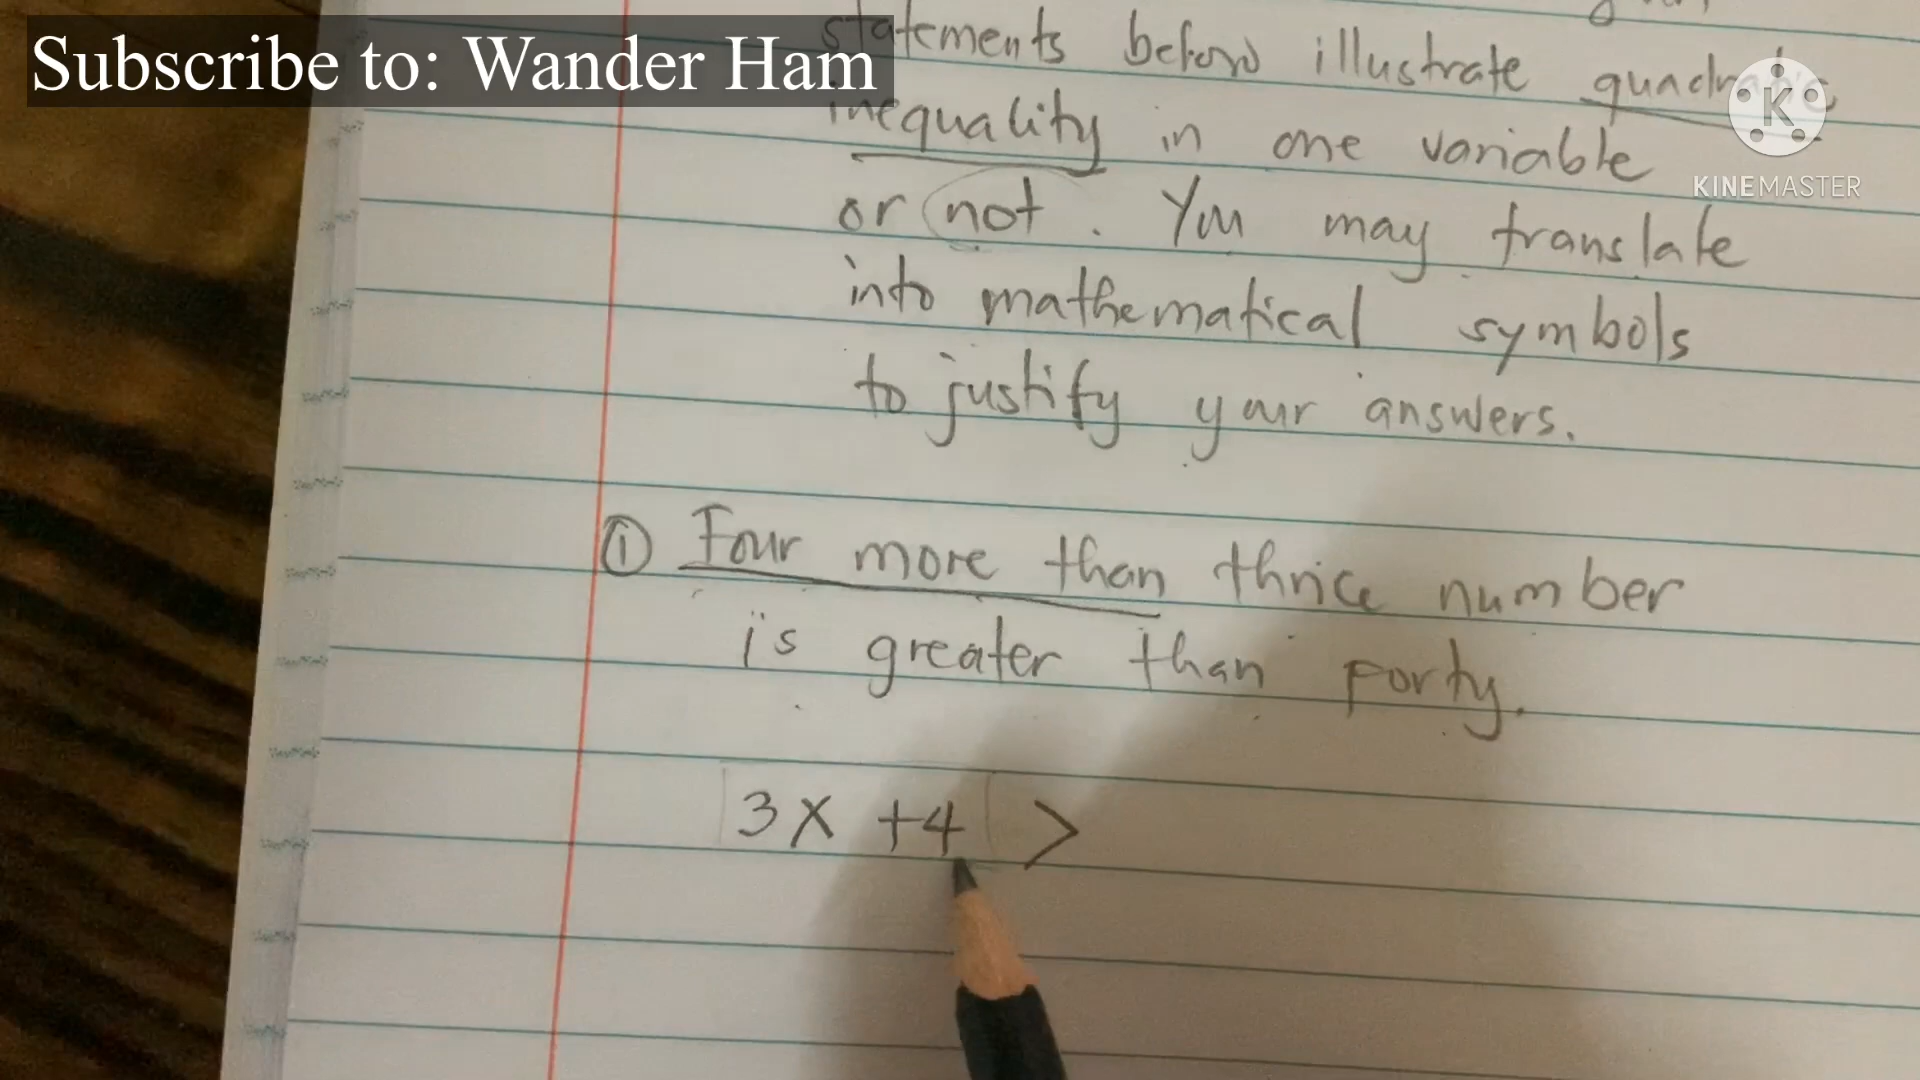 Subscribe to: Wander Ham
statements before illustrate quadratic
inequality in one variable
or not. You may translate
into mathematical symbols
to justify your answers.
KINEMASTER
① Four more than thrice number
is greater than forty.
3x +4 >